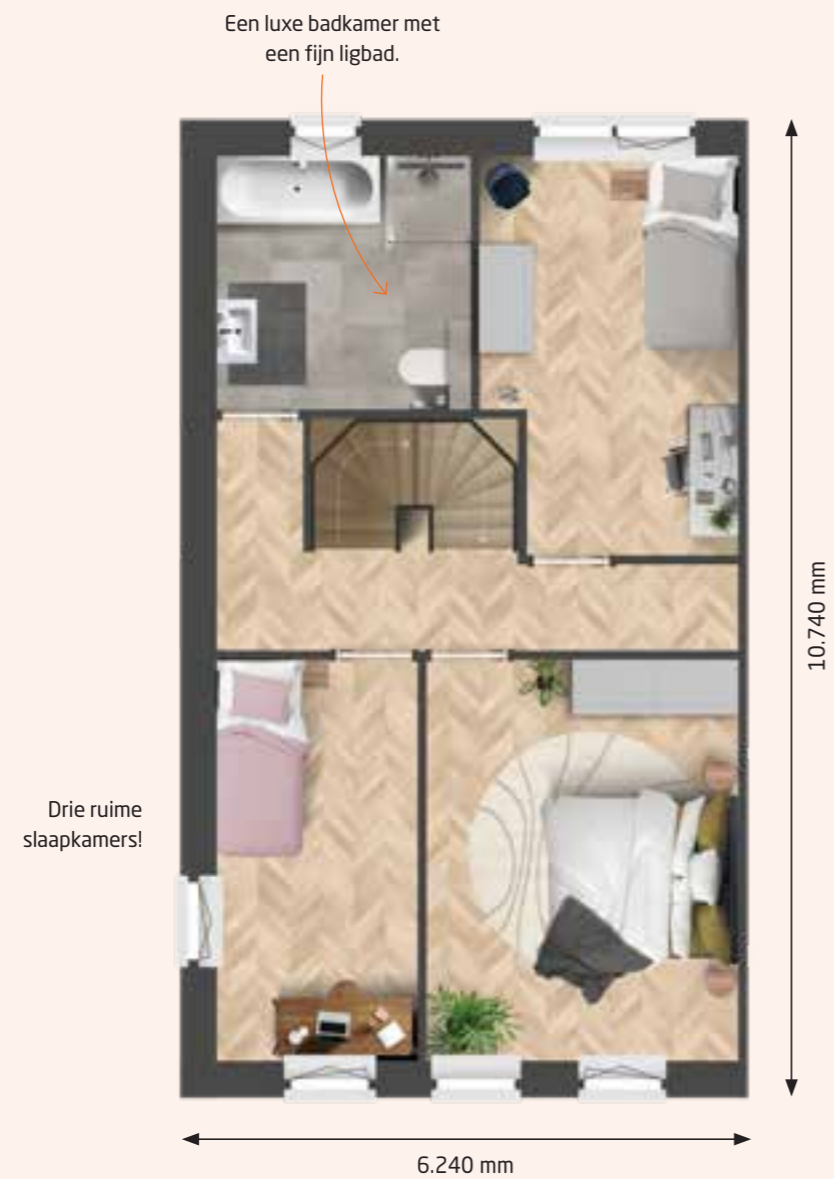 Een luxe badkamer met
een fijn ligbad.
Drie ruime
slaapkamers!
10.740 mm
6.240 mm